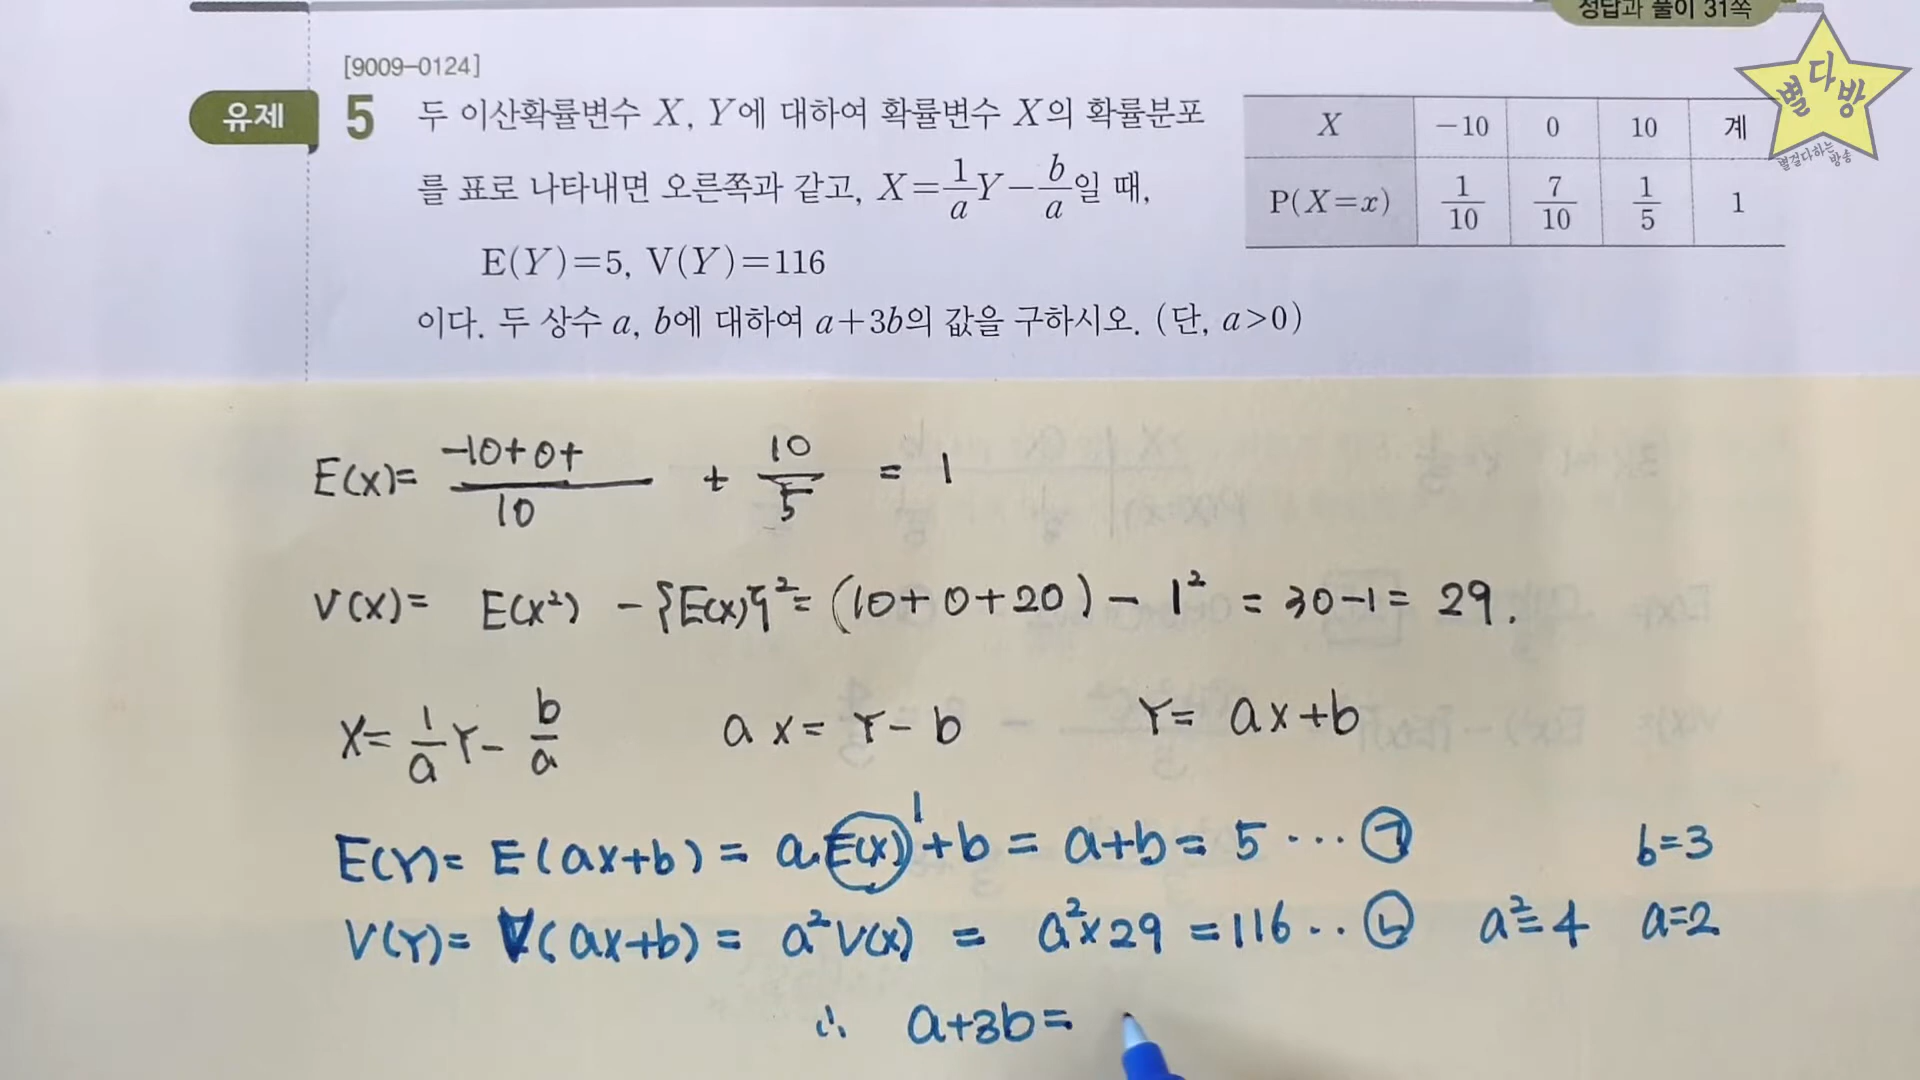 정답과 풀이 31쪽
별다방
별걸다하는방송
[9009-0124]
유제 5 두 이산확률변수 X, Y에 대하여 확률변수 X의 확률분포
를 표로 나타내면 오른쪽과 같고, X=1/a Y-b/a일 때,
E(Y)=5, V(Y)=116
이다. 두 상수 a, b에 대하여 a+3b의 값을 구하시오. (단, a>0)
X -10 0 10 계
P(X=x) 1/10 7/10 1/5 1
E(X)= (-10+0+)/10 + 10/5 = 1
V(X)= E(X²) - {E(X)}² = (10+0+20) - 1² = 30-1 = 29.
X= 1/a Y - b/a   aX= Y-b   Y= aX+b
E(Y)= E(aX+b) = a.E(X) 1 +b = a+b = 5 ... ㉠   b=3
V(Y)= V(aX+b) = a²V(X) = a²×29 = 116 .. ㉡   a²=4   a=2
∴ a+3b=